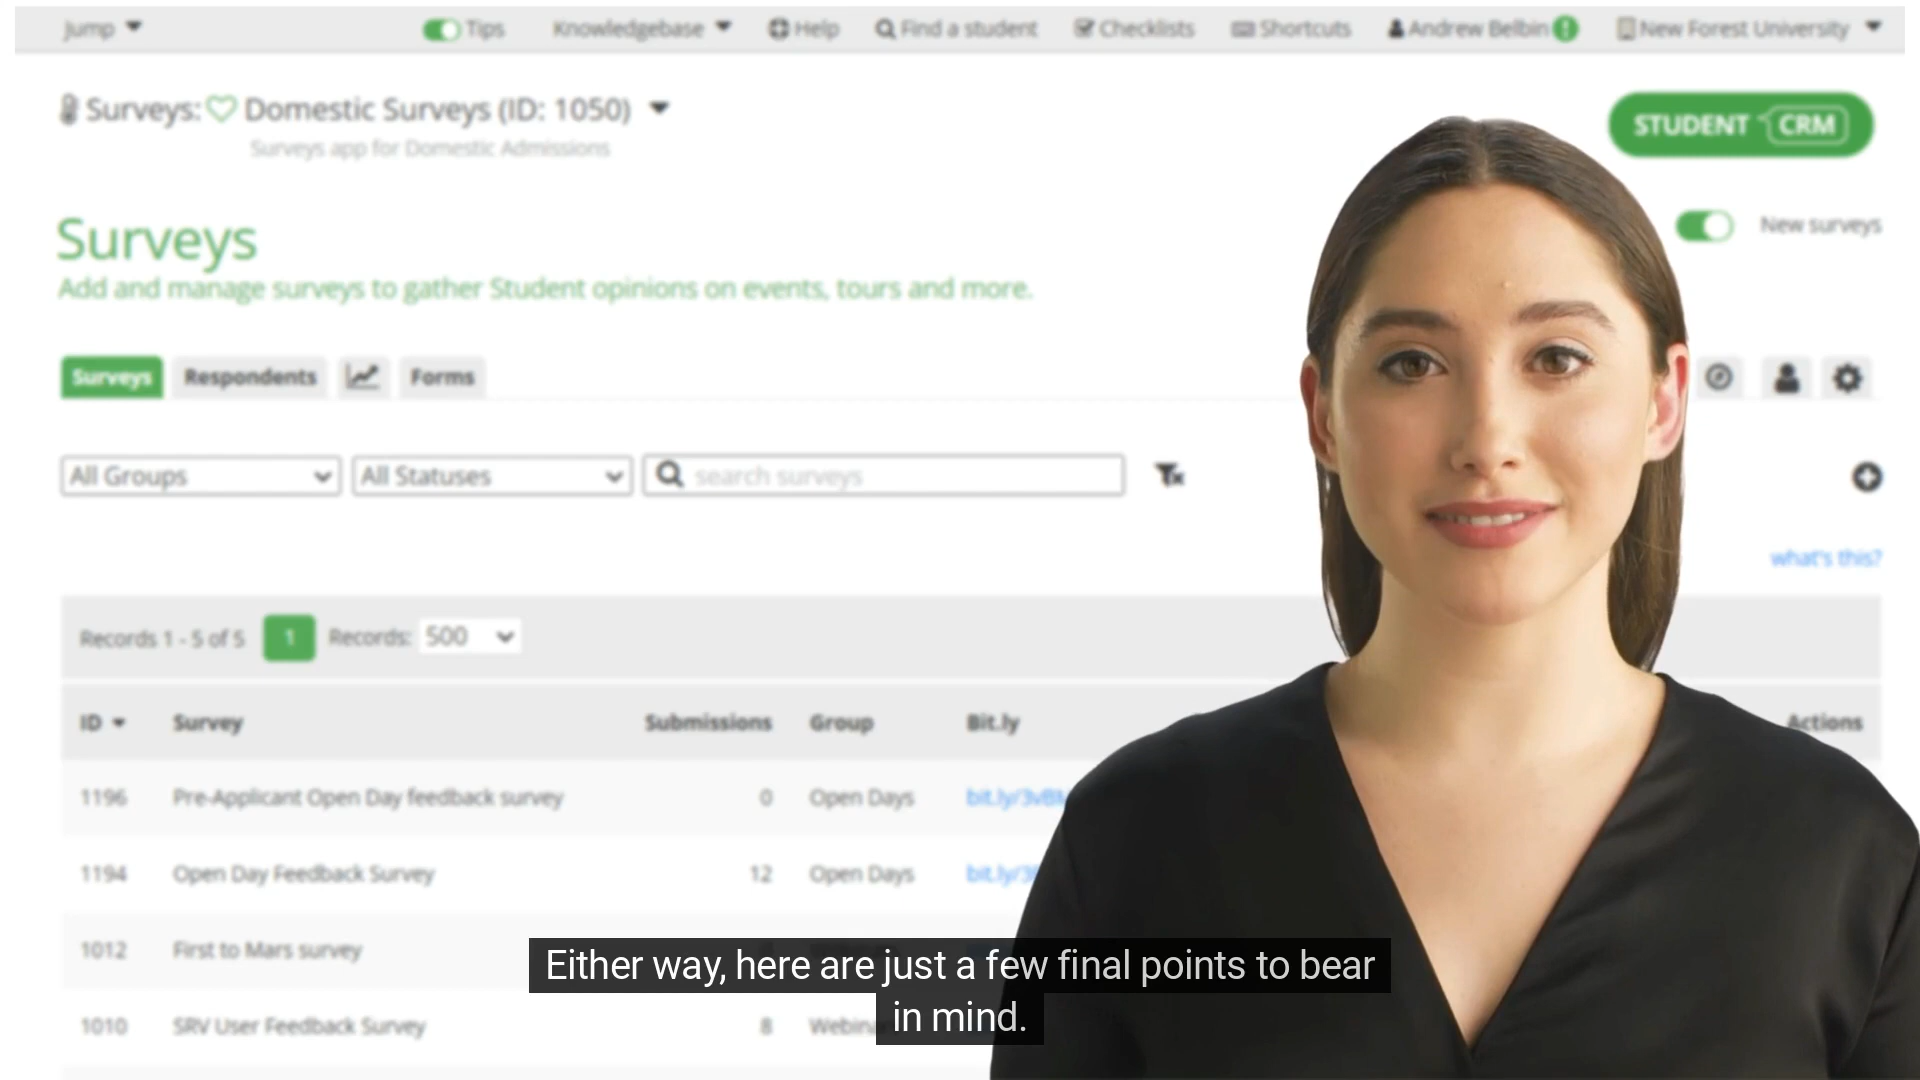 Jump Tips Knowledgebase Help Find a student Checklists Shortcuts Andrew Belbin New Forest University
Surveys: Domestic Surveys (ID: 1050)
Surveys app for Domestic Admissions
STUDENT CRM
Surveys
New surveys
Add and manage surveys to gather Student opinions on events, tours and more.
Surveys Respondents Forms
All Groups All Statuses search surveys
what's this?
Records 1 - 5 of 5 1 Records: 500
ID Survey Submissions Group Bit.ly Actions
1196 Pre-Applicant Open Day feedback survey 0 Open Days
1194 Open Day Feedback Survey 12 Open Days
1012 First to Mars survey
1010 SRV User Feedback Survey 8
Either way, here are just a few final points to bear
in mind.